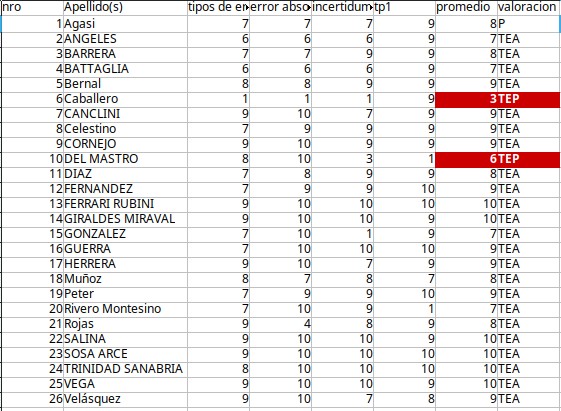 nro Apellido(s) tipos de er error abso incertidum tp1 promedio valoracion
1 Agasi 7 7 7 9 8 P
2 ANGELES 6 6 6 9 7 TEA
3 BARRERA 7 7 9 9 8 TEA
4 BATTAGLIA 6 6 6 9 7 TEA
5 Bernal 8 8 9 9 9 TEA
6 Caballero 1 1 1 9 3 TEP
7 CANCLINI 9 10 7 9 9 TEA
8 Celestino 7 9 9 9 9 TEA
9 CORNEJO 9 10 9 9 9 TEA
10 DEL MASTRO 8 10 3 1 6 TEP
11 DIAZ 7 8 9 9 8 TEA
12 FERNANDEZ 7 9 9 10 9 TEA
13 FERRARI RUBINI 9 10 10 10 10 TEA
14 GIRALDES MIRAVAL 9 10 10 9 10 TEA
15 GONZALEZ 7 10 1 9 7 TEA
16 GUERRA 7 10 10 10 9 TEA
17 HERRERA 9 10 7 9 9 TEA
18 Muñoz 8 7 8 7 8 TEA
19 Peter 7 9 9 10 9 TEA
20 Rivero Montesino 7 10 9 1 7 TEA
21 Rojas 9 4 8 9 8 TEA
22 SALINA 9 10 10 9 10 TEA
23 SOSA ARCE 9 10 10 10 10 TEA
24 TRINIDAD SANABRIA 8 10 10 10 10 TEA
25 VEGA 9 10 10 9 10 TEA
26 Velásquez 9 10 7 8 9 TEA